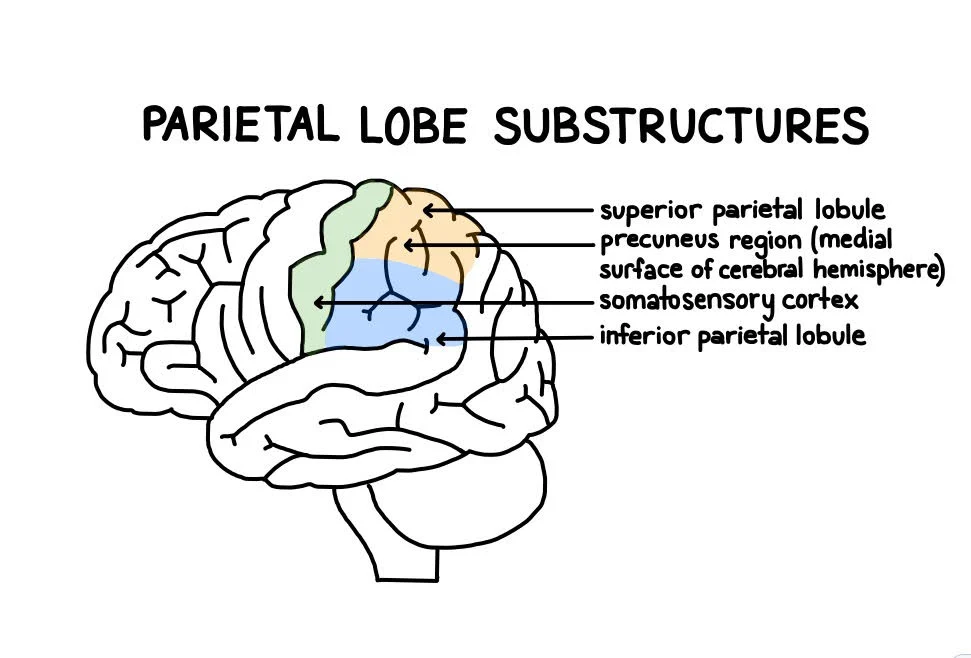 PARIETAL LOBE SUBSTRUCTURES
superior parietal lobule
precuneus region (medial
surface of cerebral hemisphere)
somatosensory cortex
inferior parietal lobule